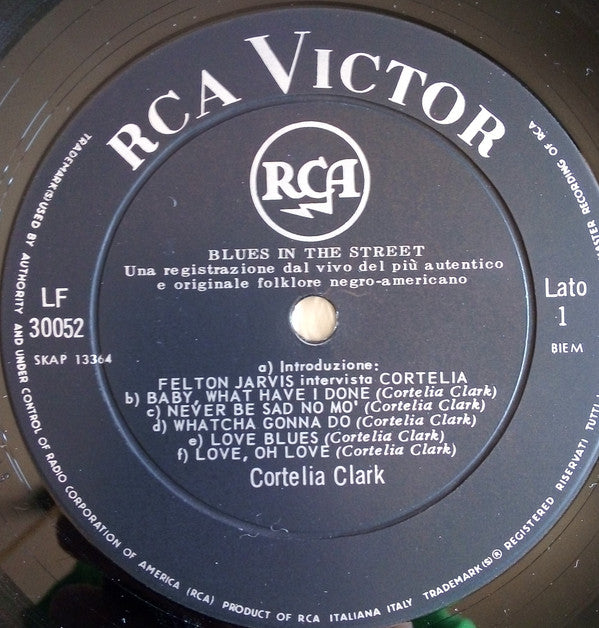 RCA VICTOR
RCA
BLUES IN THE STREET
Una registrazione dal vivo del più autentico
e originale folklore negro-americano
LF
30052
SKAP 13364
Lato
1
BIEM
a) Introduzione:
FELTON JARVIS intervista CORTELIA
b) BABY, WHAT HAVE I DONE (Cortelia Clark)
c) NEVER BE SAD NO MO' (Cortelia Clark)
d) WHATCHA GONNA DO (Cortelia Clark)
e) LOVE BLUES (Cortelia Clark)
f) LOVE, OH LOVE (Cortelia Clark)
Cortelia Clark
TRADEMARK(S) USED BY AUTHORITY AND UNDER CONTROL OF RADIO CORPORATION OF AMERICA (RCA) PRODUCT OF RCA ITALIANA ITALY TRADEMARK(S) ® REGISTERED
RISERVATI TUTTI
MASTER RECORDING OF RCA